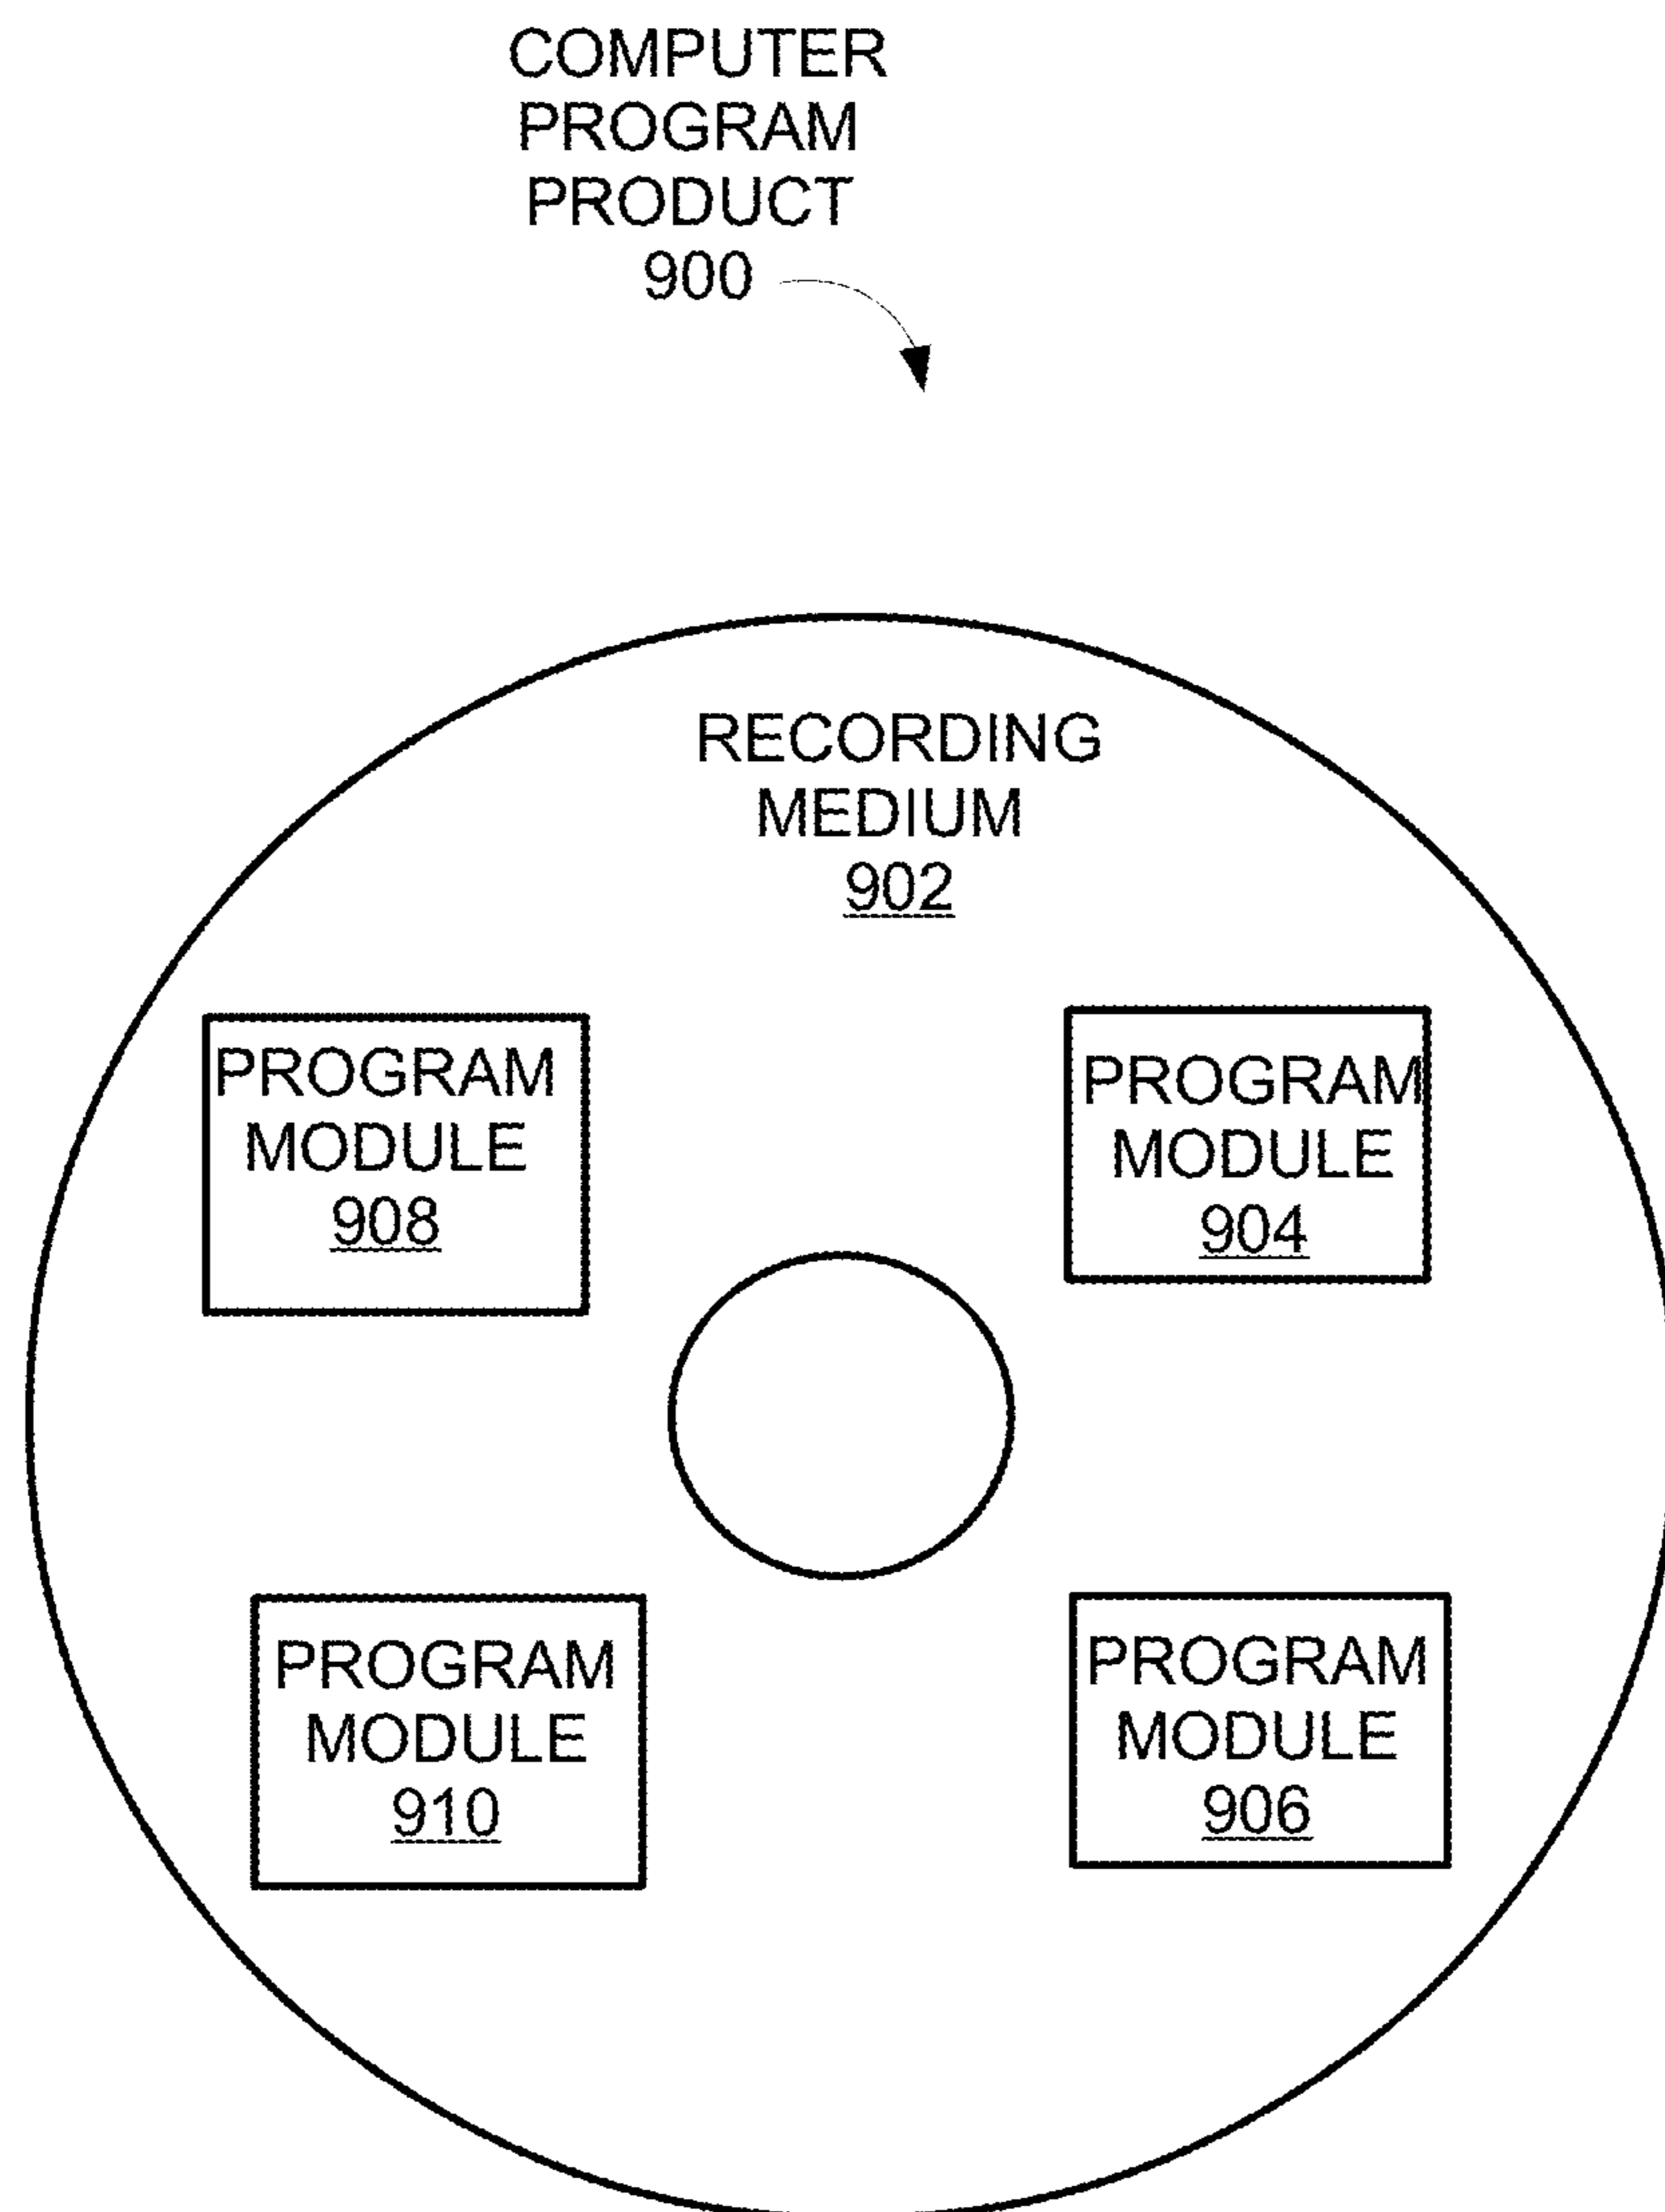 COMPUTER
PROGRAM
PRODUCT
900
RECORDING
MEDIUM
902
PROGRAM
MODULE
908
PROGRAM
MODULE
904
PROGRAM
MODULE
910
PROGRAM
MODULE
906